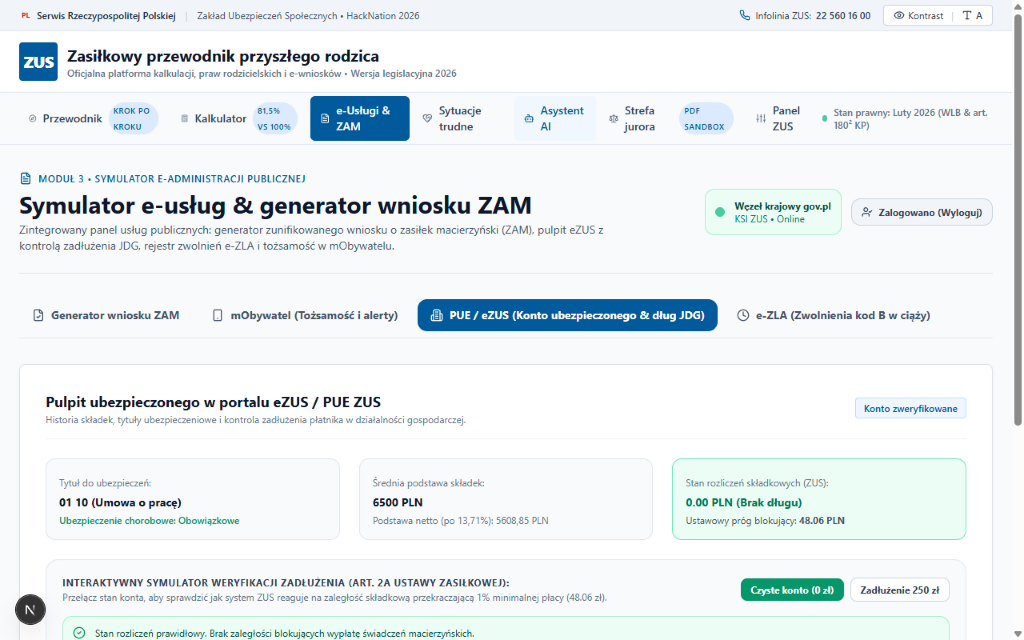 PL Serwis Rzeczypospolitej Polskiej | Zakład Ubezpieczeń Społecznych • HackNation 2026
Infolinia ZUS: 22 560 16 00
Kontrast | T A
ZUS
Zasiłkowy przewodnik przyszłego rodzica
Oficjalna platforma kalkulacji, praw rodzicielskich i e-wniosków • Wersja legislacyjna 2026
Przewodnik
KROK PO
KROKU
Kalkulator
81,5%
VS 100%
e-Usługi &
ZAM
Sytuacje
trudne
Asystent
AI
Strefa
jurora
PDF
SANDBOX
Panel
ZUS
Stan prawny: Luty 2026 (WLB & art.
180² KP)
MODUŁ 3 • SYMULATOR E-ADMINISTRACJI PUBLICZNEJ
Symulator e-usług & generator wniosku ZAM
Zintegrowany panel usług publicznych: generator zunifikowanego wniosku o zasiłek macierzyński (ZAM), pulpit eZUS z
kontrolą zadłużenia JDG, rejestr zwolnień e-ZLA i tożsamość w mObywatelu.
Węzeł krajowy gov.pl
KSI ZUS • Online
Zalogowano (Wyloguj)
Generator wniosku ZAM
mObywatel (Tożsamość i alerty)
PUE / eZUS (Konto ubezpieczonego & dług JDG)
e-ZLA (Zwolnienia kod B w ciąży)
Pulpit ubezpieczonego w portalu eZUS / PUE ZUS
Historia składek, tytuły ubezpieczeniowe i kontrola zadłużenia płatnika w działalności gospodarczej.
Konto zweryfikowane
Tytuł do ubezpieczeń:
01 10 (Umowa o pracę)
Ubezpieczenie chorobowe: Obowiązkowe
Średnia podstawa składek:
6500 PLN
Podstawa netto (po 13,71%): 5608,85 PLN
Stan rozliczeń składkowych (ZUS):
0.00 PLN (Brak długu)
Ustawowy próg blokujący: 48.06 PLN
INTERAKTYWNY SYMULATOR WERYFIKACJI ZADŁUŻENIA (ART. 2A USTAWY ZASIŁKOWEJ):
Przełącz stan konta, aby sprawdzić jak system ZUS reaguje na zaległość składkową przekraczającą 1% minimalnej płacy (48.06 zł).
Czyste konto (0 zł)
Zadłużenie 250 zł
N
Stan rozliczeń prawidłowy. Brak zaległości blokujących wypłatę świadczeń macierzyńskich.